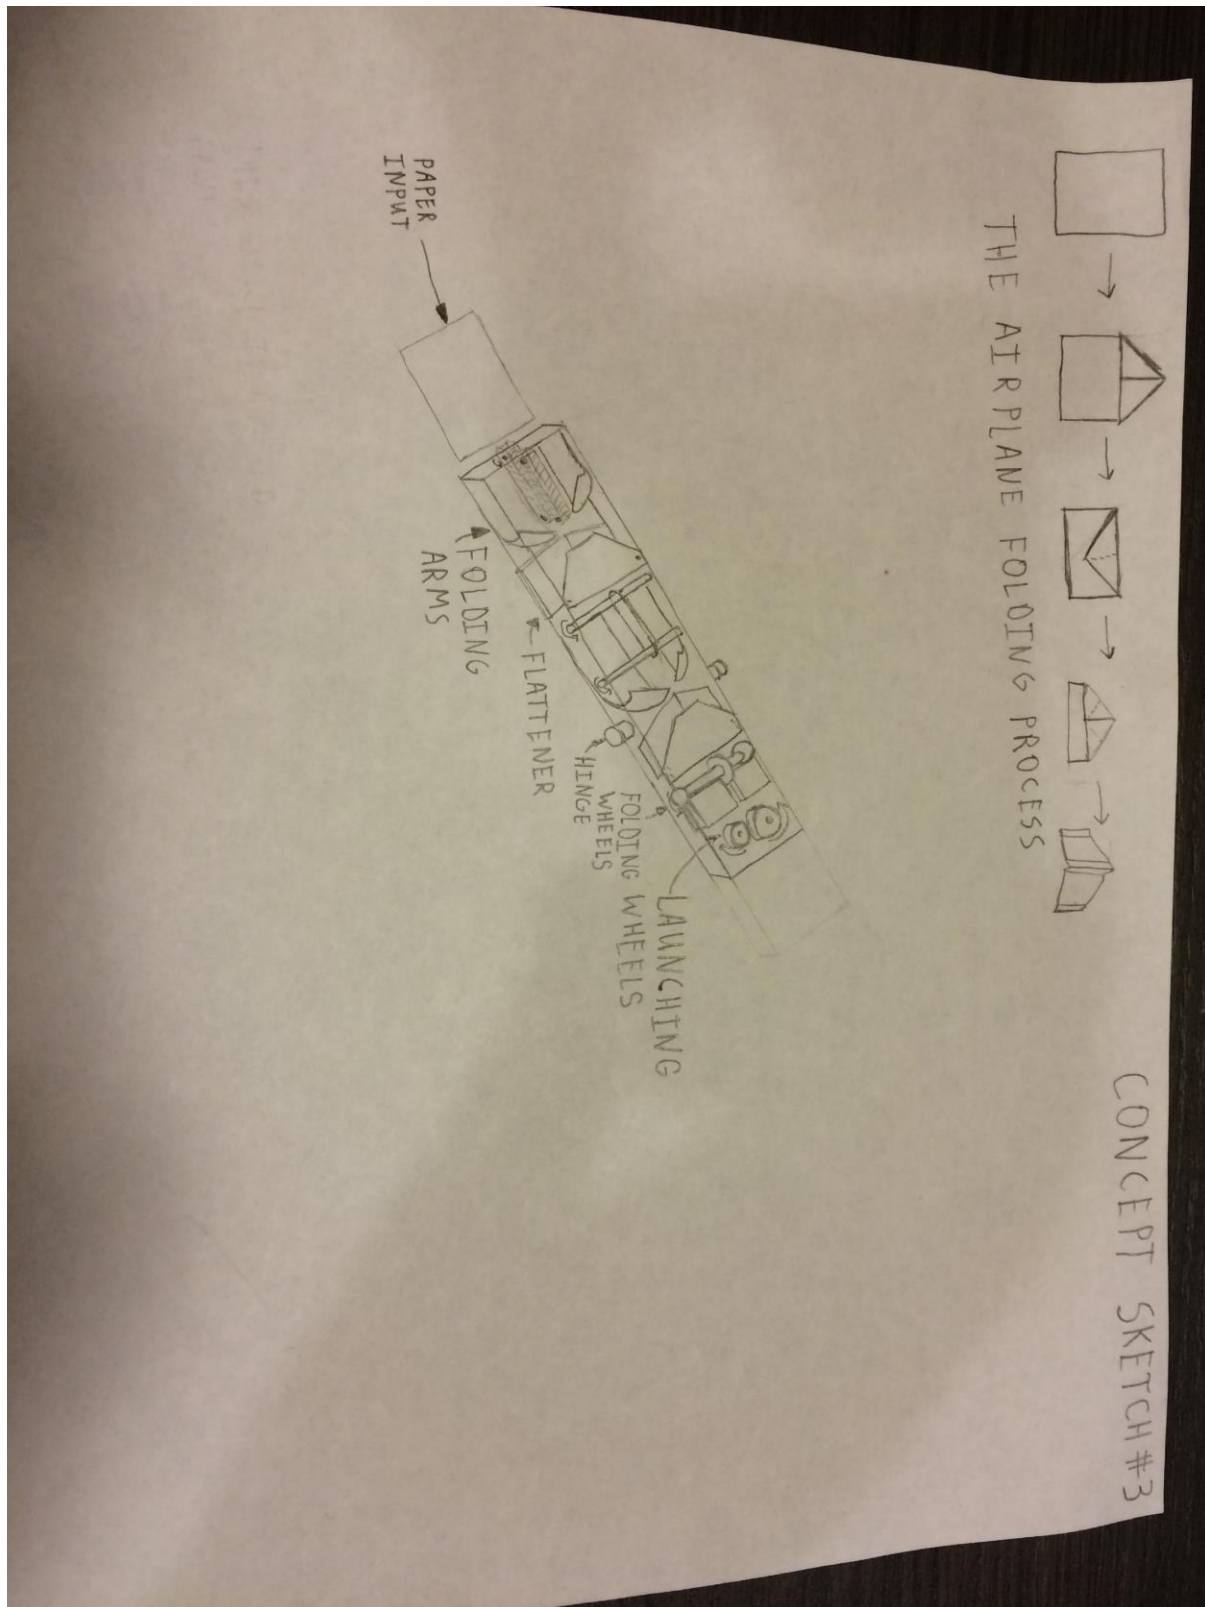 CONCEPT SKETCH #3
THE AIRPLANE FOLDING PROCESS
PAPER
INPUT
FOLDING
ARMS
FLATTENER
HINGE
WHEELS
FOLDING WHEELS
LAUNCHING